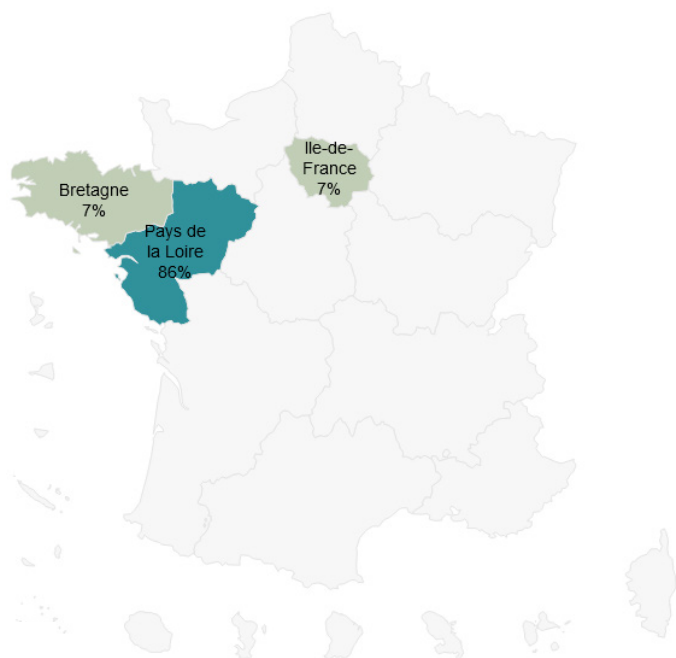 Ile-de-
France
7%
Bretagne
7%
Pays de
la Loire
86%